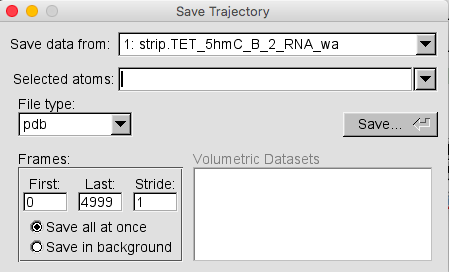 Save Trajectory
Save data from: 1: strip.TET_5hmC_B_2_RNA_wa
Selected atoms:
File type:
pdb
Save...
Frames:
Volumetric Datasets
First: Last: Stride:
0 4999 1
Save all at once
Save in background